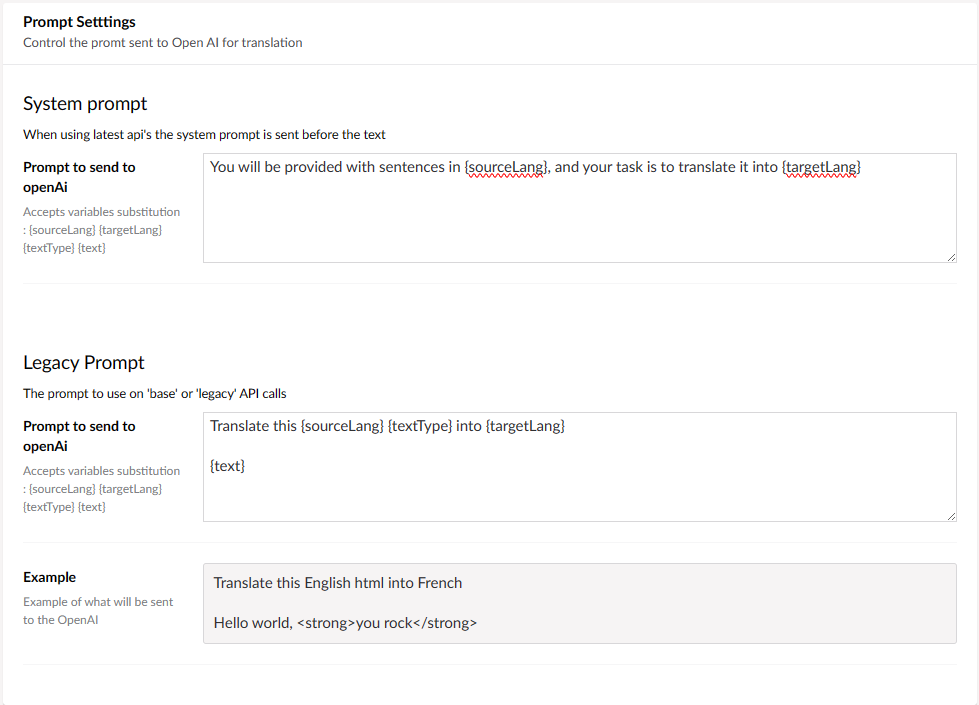 Prompt Setttings
Control the promt sent to Open AI for translation
System prompt
When using latest api's the system prompt is sent before the text
Prompt to send to
openAi
Accepts variables substitution
: {sourceLang} {targetLang}
{textType} {text}
You will be provided with sentences in {sourceLang}, and your task is to translate it into {targetLang}
Legacy Prompt
The prompt to use on 'base' or 'legacy' API calls
Prompt to send to
openAi
Accepts variables substitution
: {sourceLang} {targetLang}
{textType} {text}
Translate this {sourceLang} {textType} into {targetLang}
{text}
Example
Example of what will be sent
to the OpenAI
Translate this English html into French
Hello world, <strong>you rock</strong>